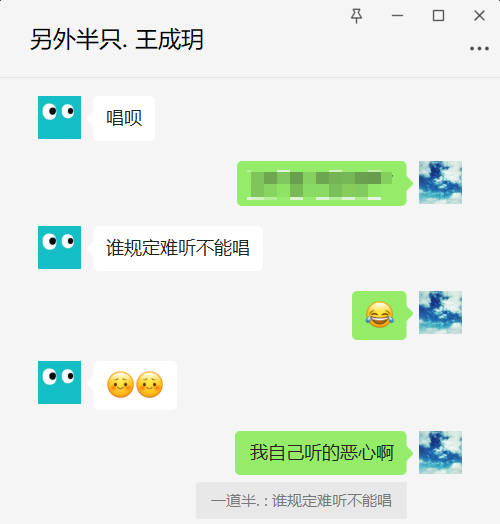 另外半只. 王成玥
唱呗
谁规定难听不能唱
😂
☺️☺️
我自己听的恶心啊
一道半. : 谁规定难听不能唱